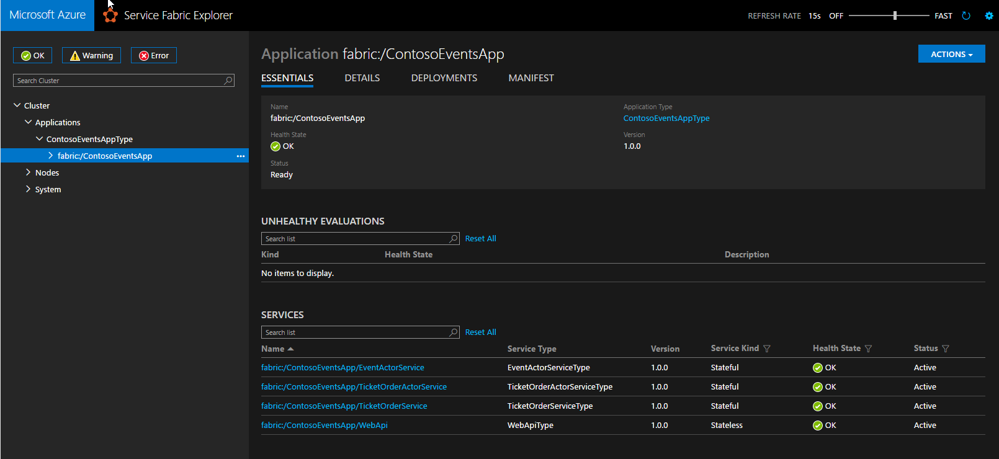 Microsoft Azure Service Fabric Explorer REFRESH RATE 15s OFF FAST
OK Warning Error
Search Cluster
Cluster
Applications
ContosoEventsAppType
fabric:/ContosoEventsApp ...
Nodes
System
Application fabric:/ContosoEventsApp ACTIONS
ESSENTIALS DETAILS DEPLOYMENTS MANIFEST
Name Application Type
fabric:/ContosoEventsApp ContosoEventsAppType
Health State Version
OK 1.0.0
Status
Ready
UNHEALTHY EVALUATIONS
Search list Reset All
Kind Health State Description
No items to display.
SERVICES
Search list Reset All
Name Service Type Version Service Kind Health State Status
fabric:/ContosoEventsApp/EventActorService EventActorServiceType 1.0.0 Stateful OK Active
fabric:/ContosoEventsApp/TicketOrderActorService TicketOrderActorServiceType 1.0.0 Stateful OK Active
fabric:/ContosoEventsApp/TicketOrderService TicketOrderServiceType 1.0.0 Stateful OK Active
fabric:/ContosoEventsApp/WebApi WebApiType 1.0.0 Stateless OK Active